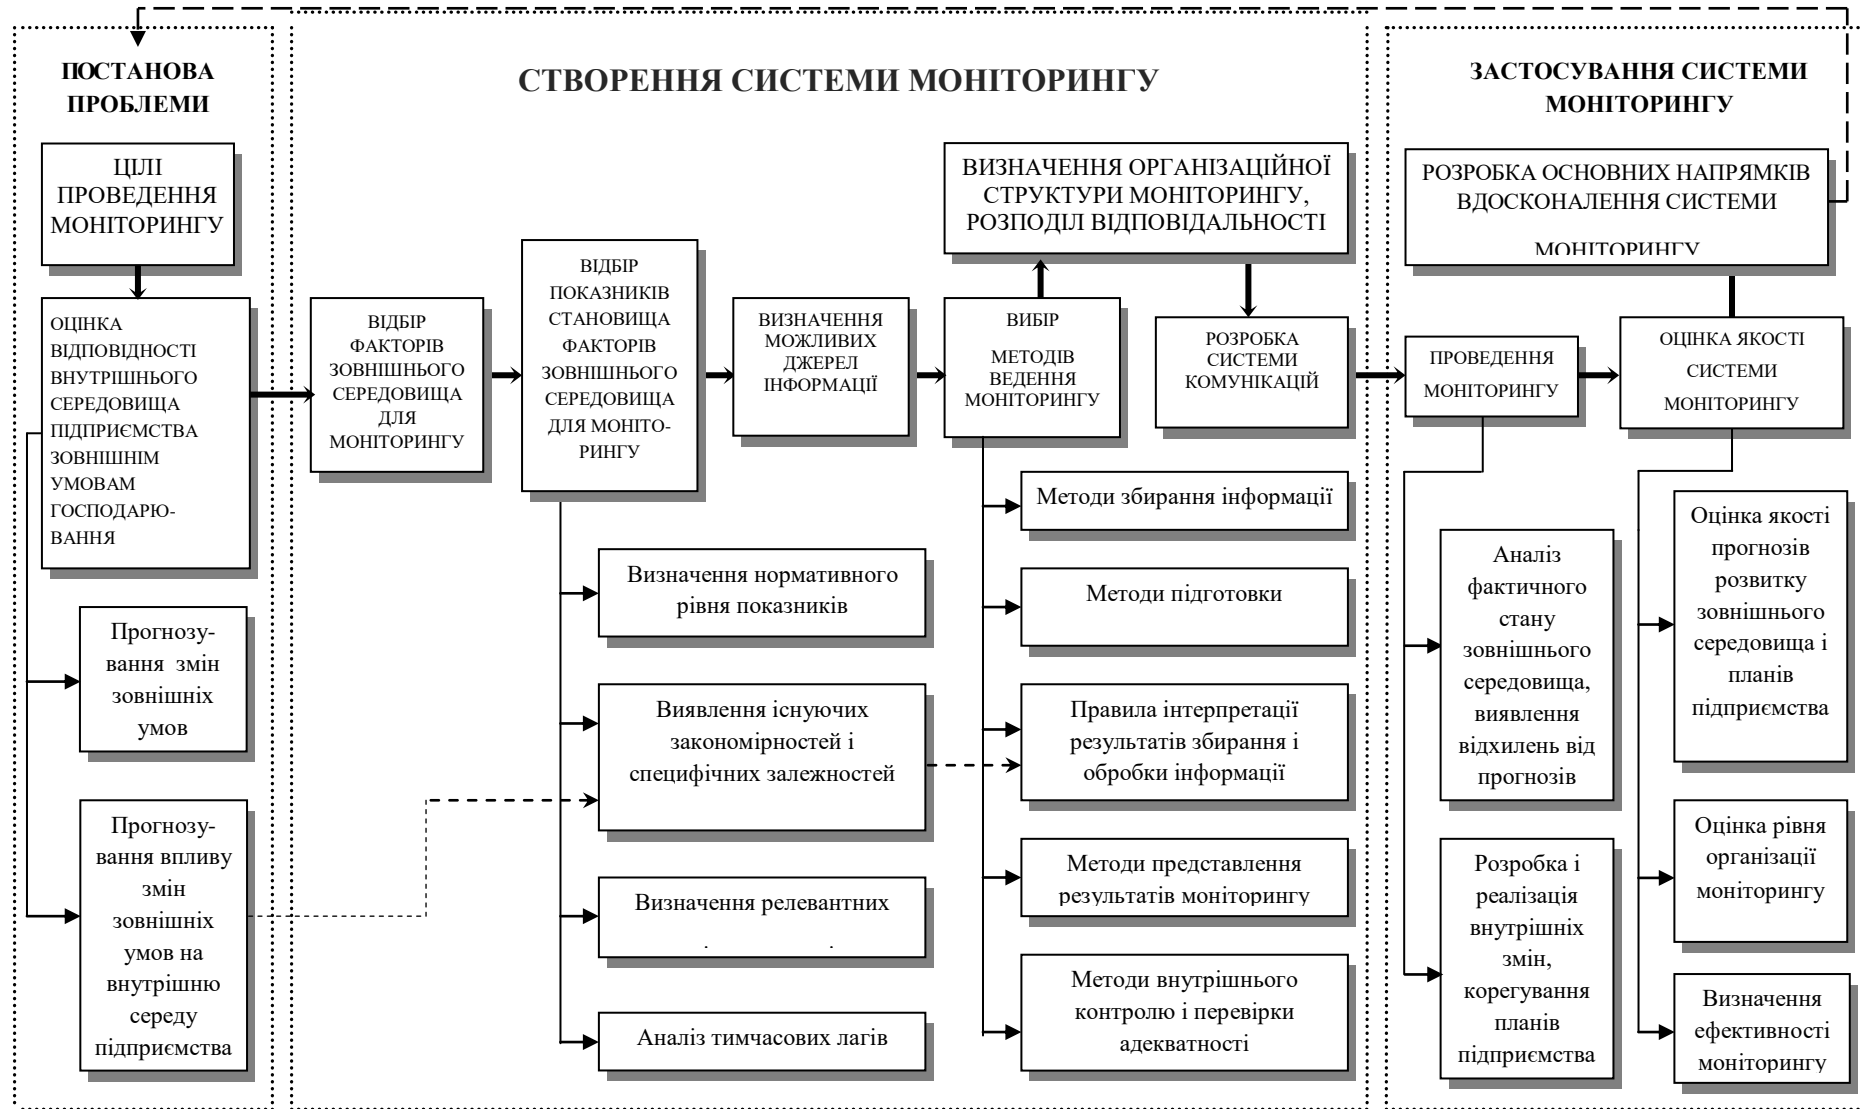 ПОСТАНОВА
ПРОБЛЕМИ
ЦІЛІ
ПРОВЕДЕННЯ
МОНІТОРИНГУ
ОЦІНКА
ВІДПОВІДНОСТІ
ВНУТРІШНЬОГО
СЕРЕДОВИЩА
ПІДПРИЄМСТВА
ЗОВНІШНІМ
УМОВАМ
ГОСПОДАРЮ-
ВАННЯ
Прогнозу-
вання змін
зовнішніх
умов
Прогнозу-
вання впливу
змін
зовнішніх
умов на
внутрішню
середу
підприємства
СТВОРЕННЯ СИСТЕМИ МОНІТОРИНГУ
ВІДБІР
ФАКТОРІВ
ЗОВНІШНЬОГО
СЕРЕДОВИЩА
ДЛЯ
МОНІТОРИНГУ
ВІДБІР
ПОКАЗНИКІВ
СТАНОВИЩА
ФАКТОРІВ
ЗОВНІШНЬОГО
СЕРЕДОВИЩА
ДЛЯ МОНІТО-
РИНГУ
Визначення нормативного
рівня показників
Виявлення існуючих
закономірностей і
специфічних залежностей
Визначення релевантних
Аналіз тимчасових лагів
ВИЗНАЧЕННЯ
МОЖЛИВИХ
ДЖЕРЕЛ
ІНФОРМАЦІЇ
ВИБІР
МЕТОДІВ
ВЕДЕННЯ
МОНІТОРИНГУ
ВИЗНАЧЕННЯ ОРГАНІЗАЦІЙНОЇ
СТРУКТУРИ МОНІТОРИНГУ,
РОЗПОДІЛ ВІДПОВІДАЛЬНОСТІ
РОЗРОБКА
СИСТЕМИ
КОМУНІКАЦІЙ
Методи збирання інформації
Методи підготовки
Правила інтерпретації
результатів збирання і
обробки інформації
Методи представлення
результатів моніторингу
Методи внутрішнього
контролю і перевірки
адекватності
ЗАСТОСУВАННЯ СИСТЕМИ
МОНІТОРИНГУ
РОЗРОБКА ОСНОВНИХ НАПРЯМКІВ
ВДОСКОНАЛЕННЯ СИСТЕМИ
МОНІТОРИНГУ
ПРОВЕДЕННЯ
МОНІТОРИНГУ
ОЦІНКА ЯКОСТІ
СИСТЕМИ
МОНІТОРИНГУ
Аналіз
фактичного
стану
зовнішнього
середовища,
виявлення
відхилень від
прогнозів
Розробка і
реалізація
внутрішніх
змін,
корегування
планів
підприємства
Оцінка якості
прогнозів
розвитку
зовнішнього
середовища і
планів
підприємства
Оцінка рівня
організації
моніторингу
Визначення
ефективності
моніторингу